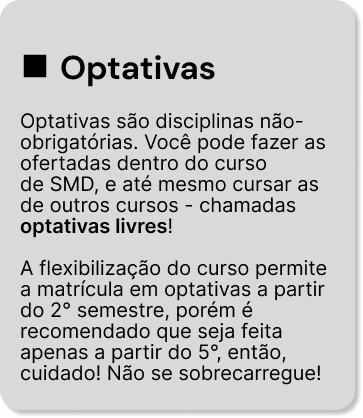 Optativas
Optativas são disciplinas não-
obrigatórias. Você pode fazer as
ofertadas dentro do curso
de SMD, e até mesmo cursar as
de outros cursos - chamadas
optativas livres!
A flexibilização do curso permite
a matrícula em optativas a partir
do 2° semestre, porém é
recomendado que seja feita
apenas a partir do 5°, então,
cuidado! Não se sobrecarregue!